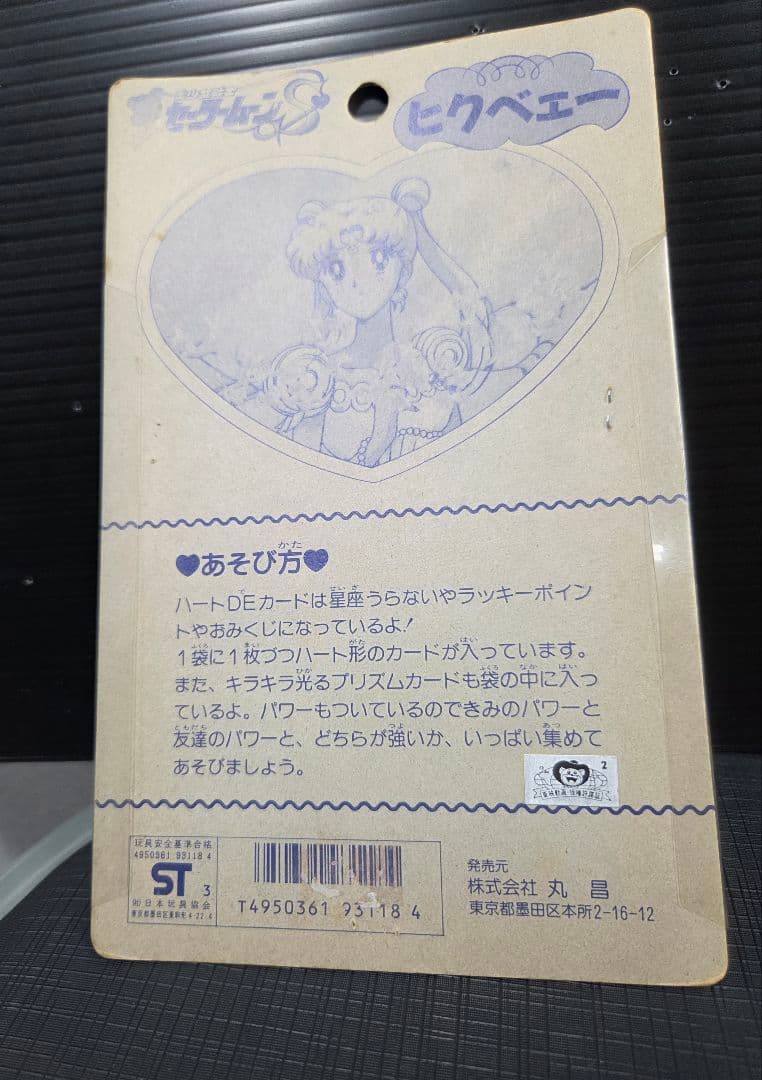 セーラームーンS
ヒクベェー
♥あそび方♥
かた
ハートDEカードは星座うらないやラッキーポイン
トやおみくじになっているよ!
1袋に1枚づつハート形のカードが入っています。
また、キラキラ光るプリズムカードも袋の中に入っ
ているよ。パワーもついているのできみのパワーと
友達のパワーと、どちらが強いか、いっぱい集めて
あそびましょう。
2
玩具安全基準合格
4950361 93118 4
ST 3
㈳日本玩具協会
T4950361 93118 4
発売元
株式会社 丸 昌
東京都墨田区本所2-16-12